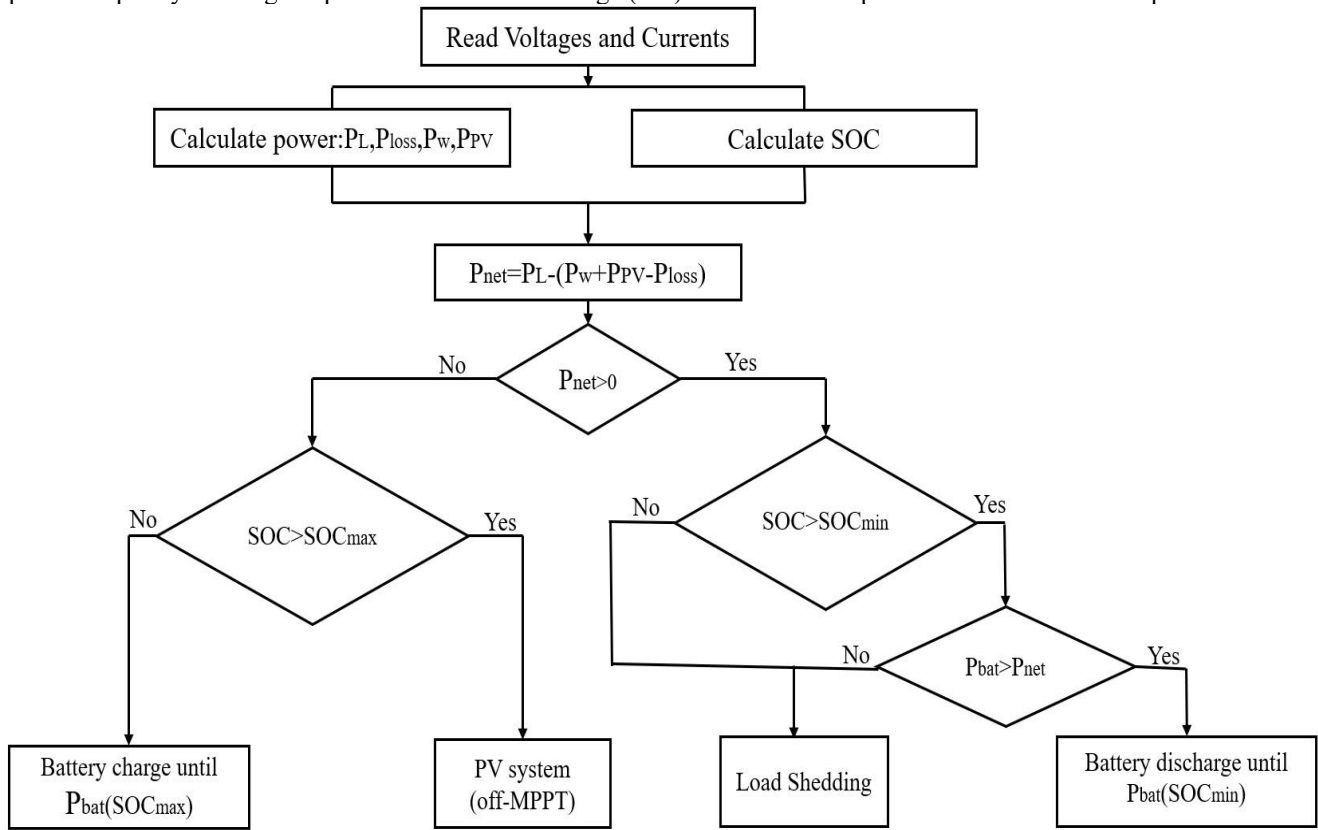 Read Voltages and Currents
Calculate power:PL,Ploss,Pw,PPV
Calculate SOC
Pnet=PL-(Pw+PPV-Ploss)
No
Yes
Pnet>0
No
Yes
SOC>SOCmax
No
Yes
SOC>SOCmin
No
Yes
Pbat>Pnet
Battery charge until
Pbat(SOCmax)
PV system
(off-MPPT)
Load Shedding
Battery discharge until
Pbat(SOCmin)